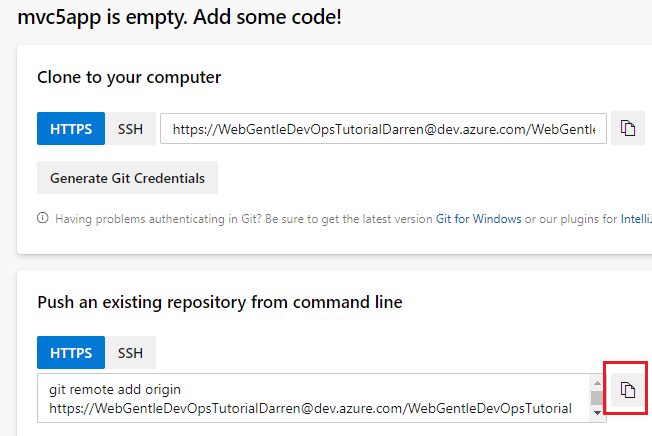 mvc5app is empty. Add some code!
Clone to your computer
HTTPS SSH https://WebGentleDevOpsTutorialDarren@dev.azure.com/WebGentle
Generate Git Credentials
Having problems authenticating in Git? Be sure to get the latest version Git for Windows or our plugins for IntelliJ
Push an existing repository from command line
HTTPS SSH
git remote add origin
https://WebGentleDevOpsTutorialDarren@dev.azure.com/WebGentleDevOpsTutorial